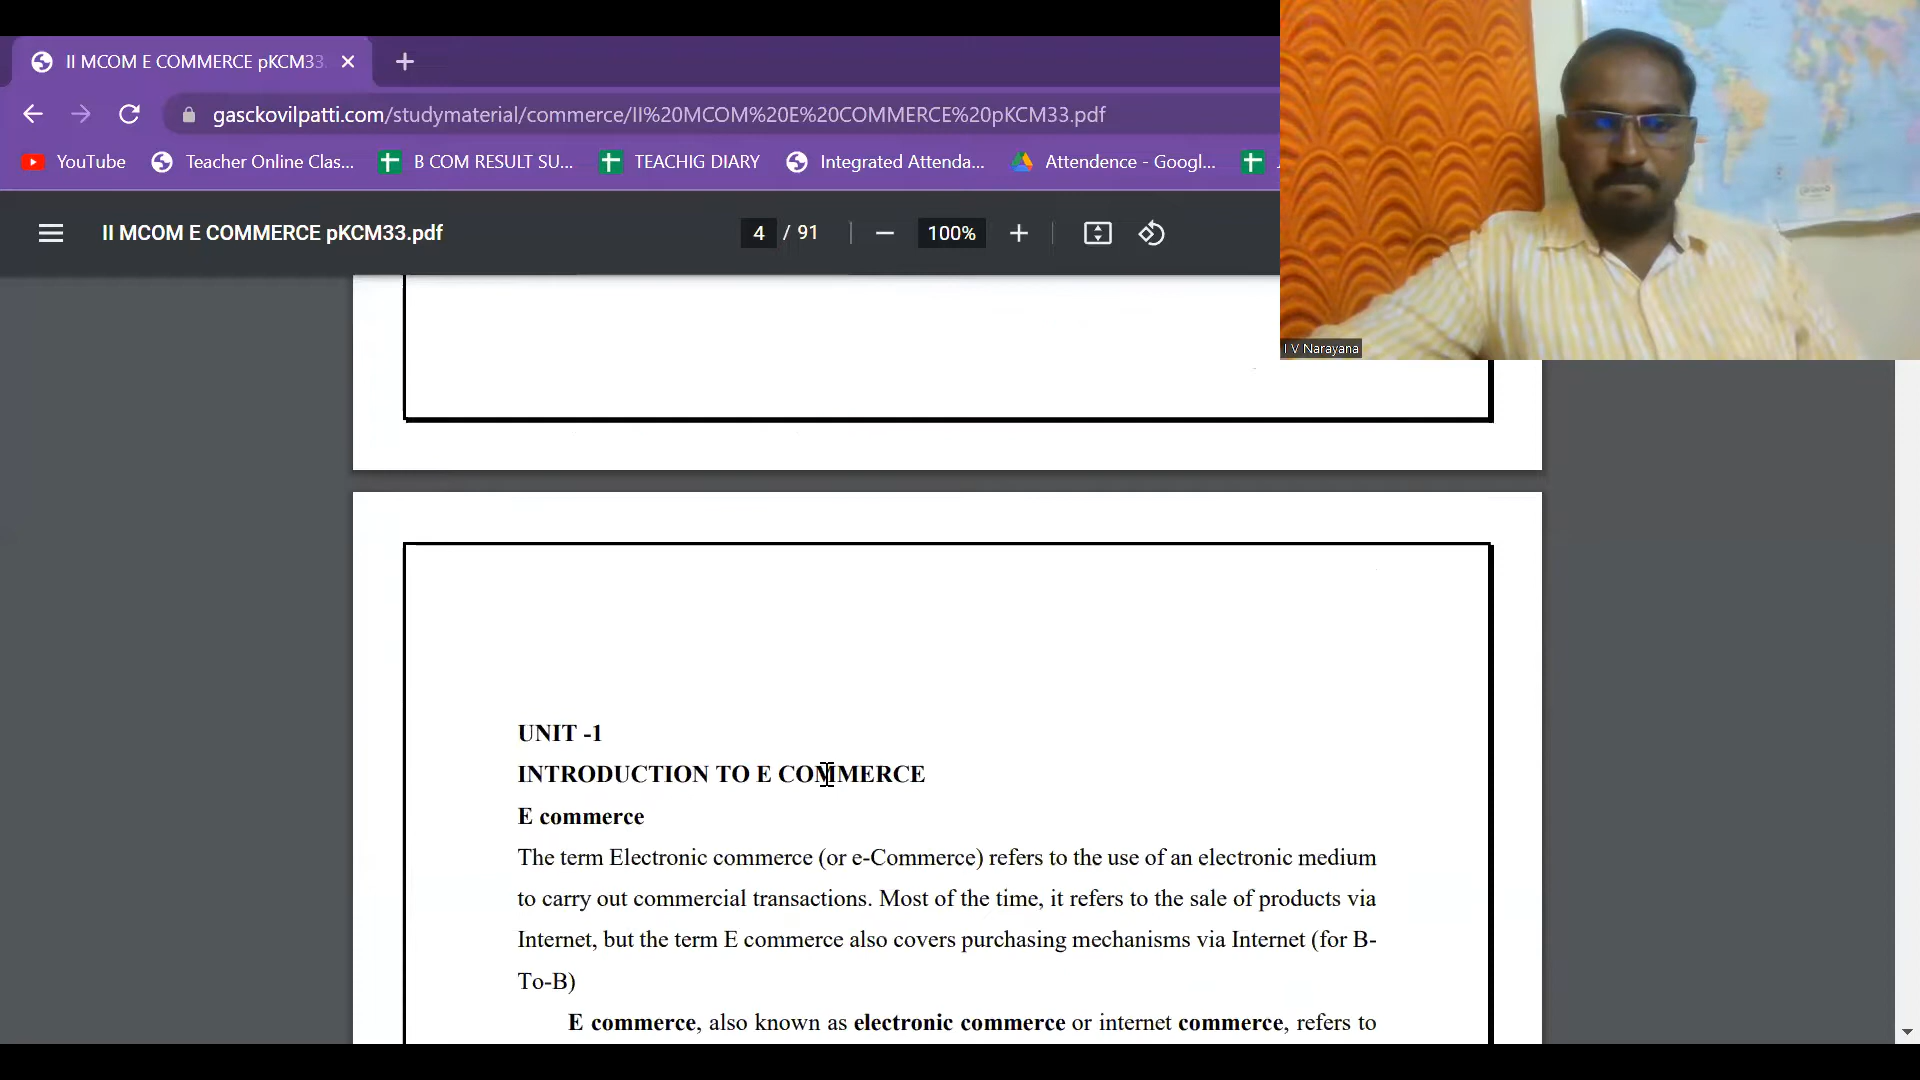 II MCOM E COMMERCE pKCM33
gasckovilpatti.com/studymaterial/commerce/II%20MCOM%20E%20COMMERCE%20pKCM33.pdf
YouTube Teacher Online Clas... B COM RESULT SU... TEACHIG DIARY Integrated Attenda... Attendence - Googl...
II MCOM E COMMERCE pKCM33.pdf 4 / 91 100%
I V Narayana
UNIT -1
INTRODUCTION TO E COMMERCE
E commerce
The term Electronic commerce (or e-Commerce) refers to the use of an electronic medium
to carry out commercial transactions. Most of the time, it refers to the sale of products via
Internet, but the term E commerce also covers purchasing mechanisms via Internet (for B-
To-B)
E commerce, also known as electronic commerce or internet commerce, refers to